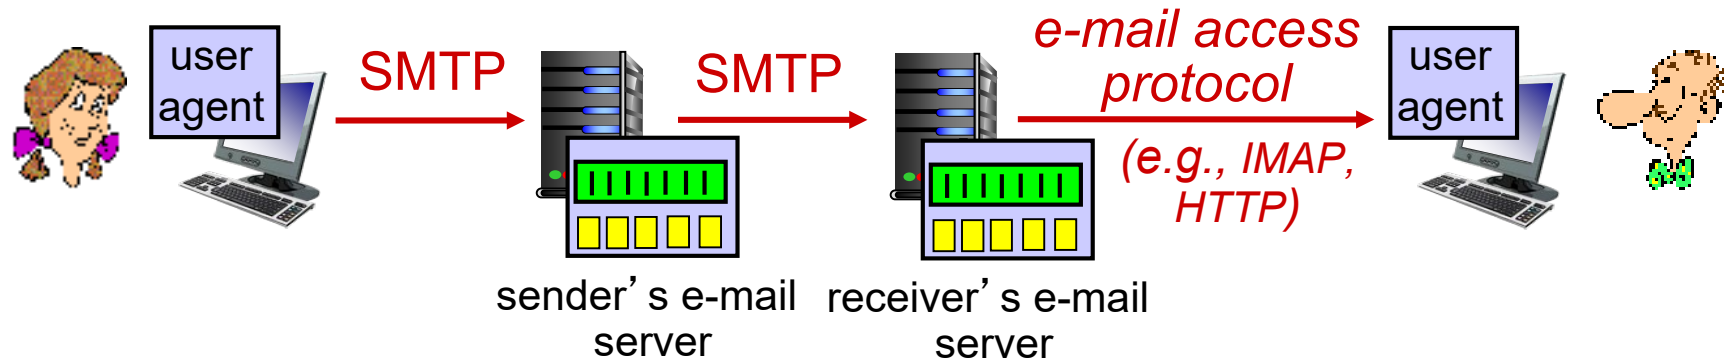 user
agent
SMTP
SMTP
e-mail access
protocol
(e.g., IMAP,
HTTP)
user
agent
sender’s e-mail
server
receiver’s e-mail
server